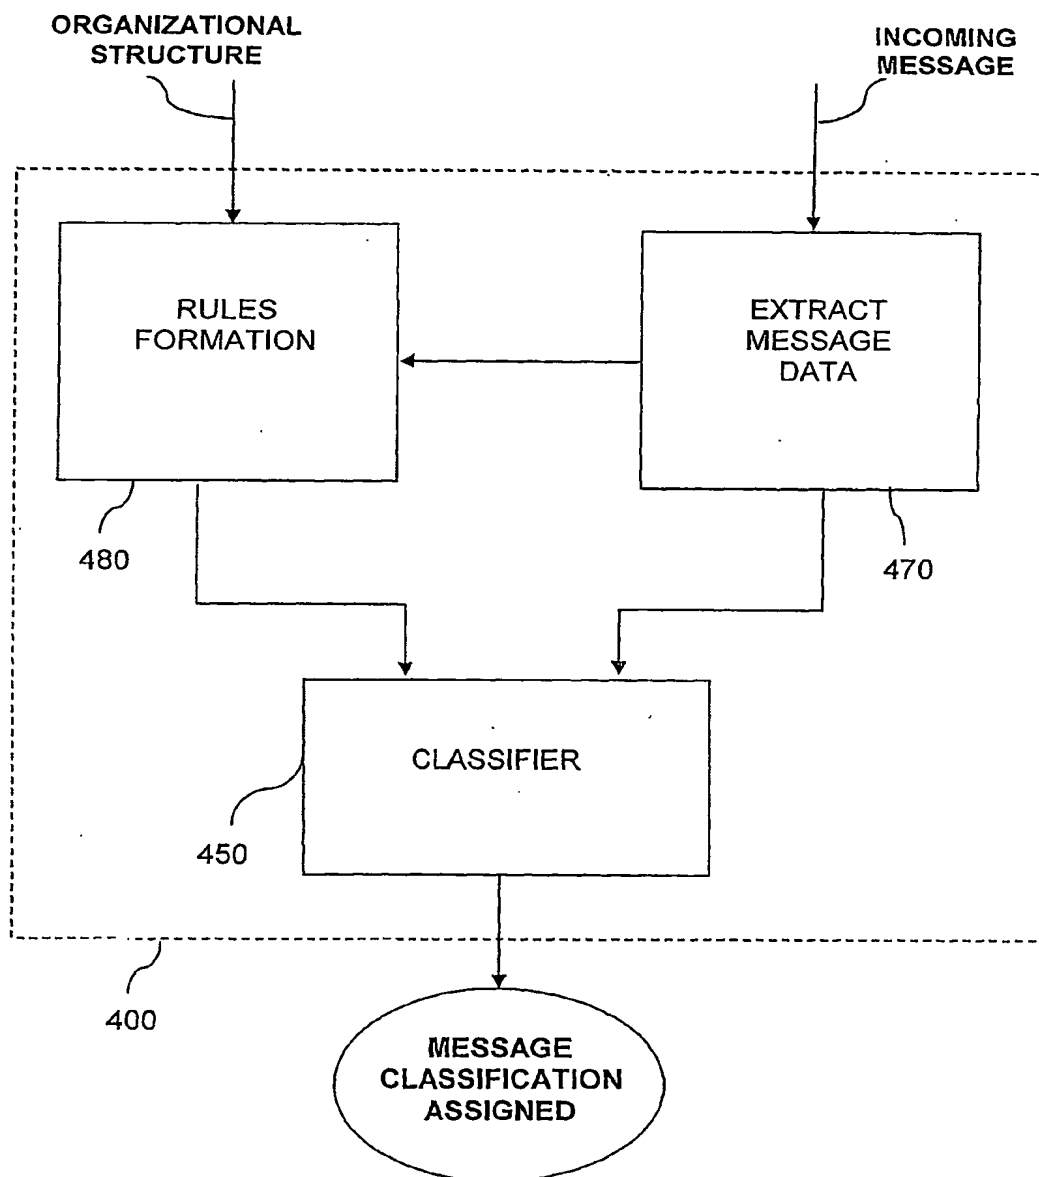 ORGANIZATIONAL
STRUCTURE
INCOMING
MESSAGE
RULES
FORMATION
EXTRACT
MESSAGE
DATA
480
470
CLASSIFIER
450
400
MESSAGE
CLASSIFICATION
ASSIGNED